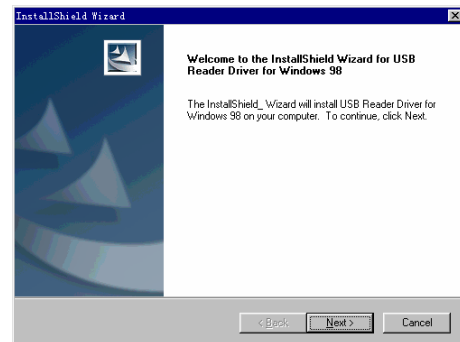 InstallShield Wizard
Welcome to the InstallShield Wizard for USB
Reader Driver for Windows 98
The InstallShield_ Wizard will install USB Reader Driver for
Windows 98 on your computer. To continue, click Next.
< Back
Next >
Cancel